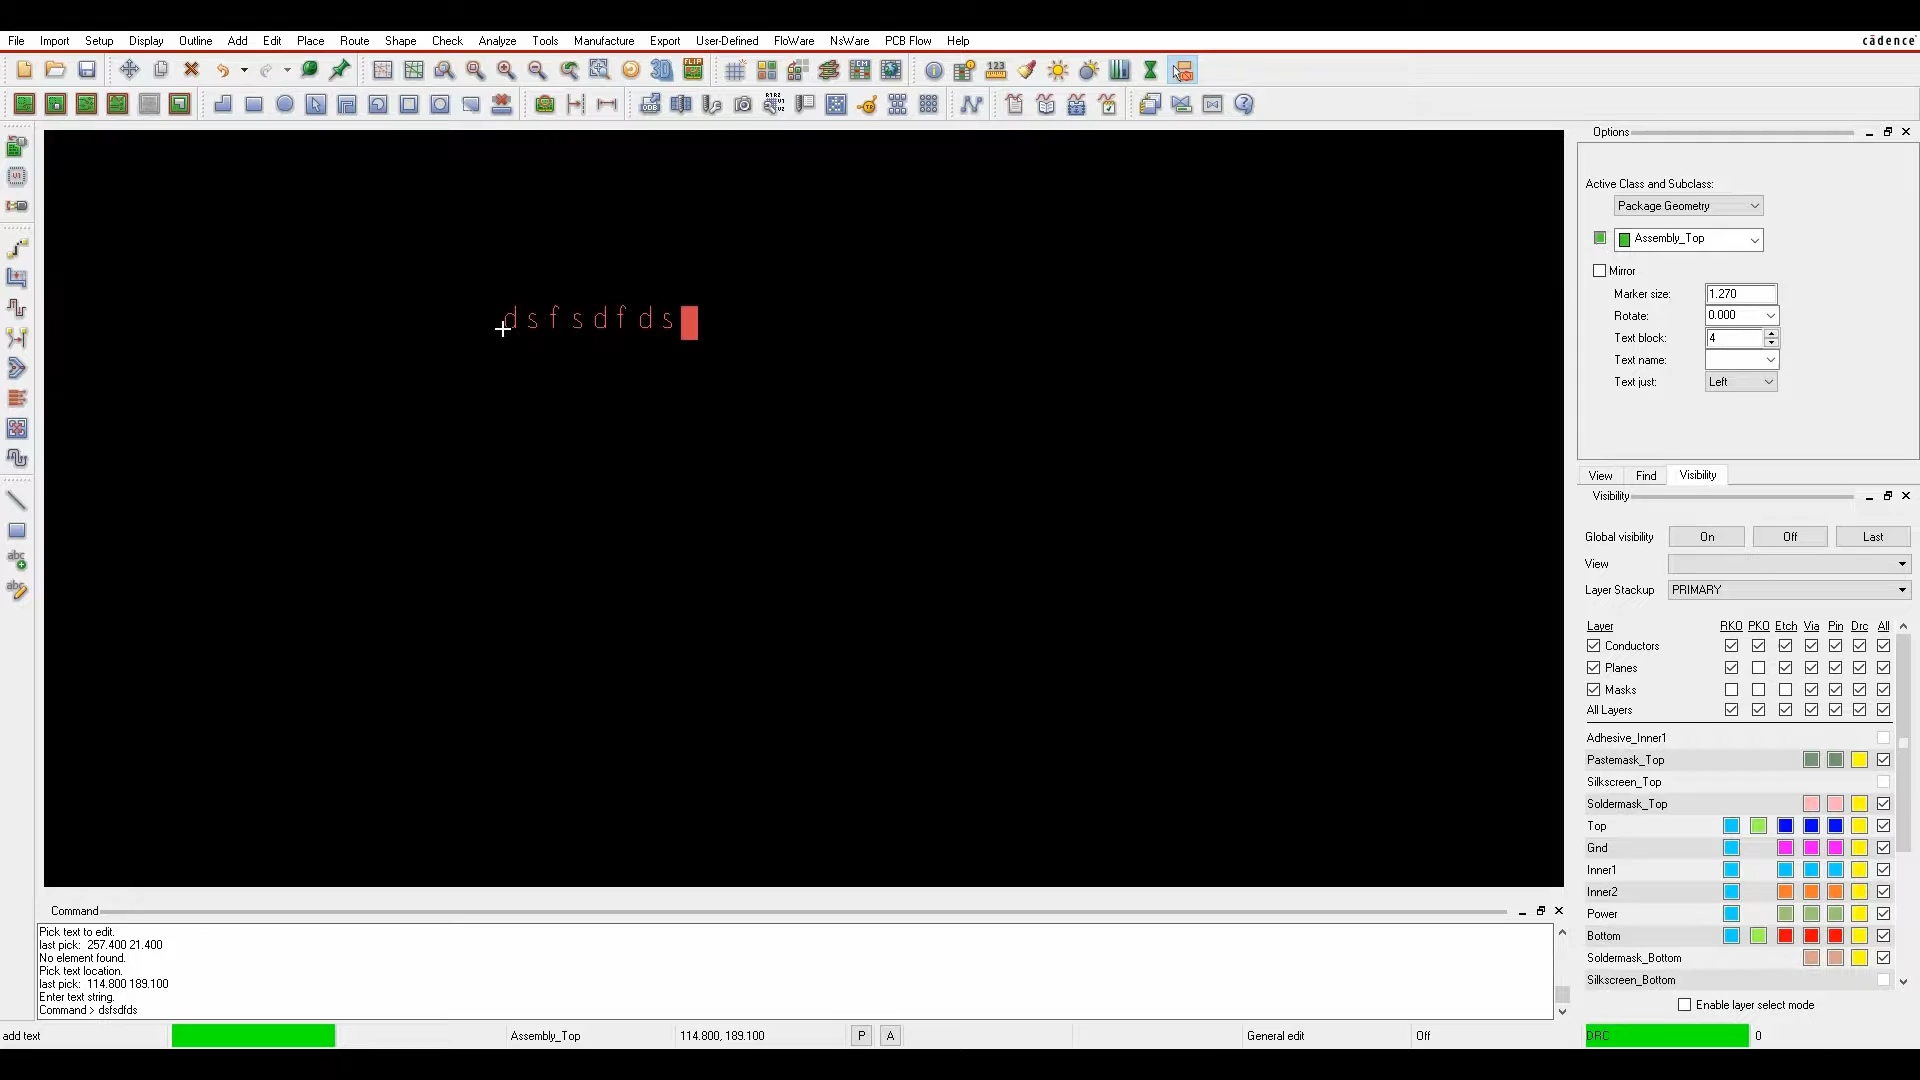 File Import Setup Display Outline Add Edit Place Route Shape Check Analyze Tools Manufacture Export User-Defined FloWare NsWare PCB Flow Help
cādence
Options
Active Class and Subclass:
Package Geometry
Assembly_Top
Mirror
Marker size: 1.270
Rotate: 0.000
Text block: 4
Text name:
Text just: Left
dsfsdfds
View Find Visibility
Visibility
Global visibility On Off Last
View
Layer Stackup PRIMARY
Layer RKO PKO Etch Via Pin Drc All
Conductors
Planes
Masks
All Layers
Adhesive_Inner1
Pastemask_Top
Silkscreen_Top
Soldermask_Top
Top
Gnd
Inner1
Inner2
Power
Bottom
Soldermask_Bottom
Silkscreen_Bottom
Enable layer select mode
Command
Pick text to edit.
last pick: 257.400 21.400
No element found.
Pick text location.
last pick: 114.800 189.100
Enter text string.
Command > dsfsdfds
add text Assembly_Top 114.800, 189.100 P A General edit Off DRC 0